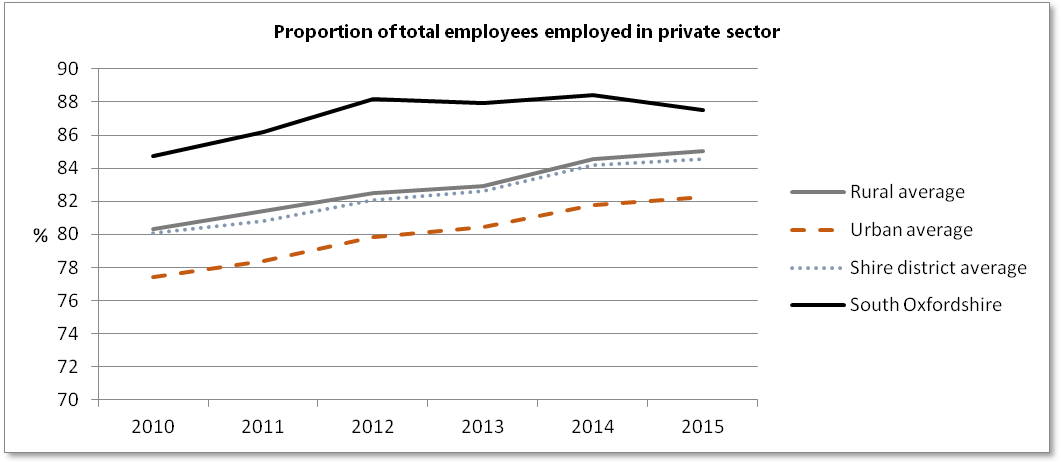 Proportion of total employees employed in private sector
90
88
86
84
82
80
78
76
74
72
70
%
2010 2011 2012 2013 2014 2015
Rural average
Urban average
Shire district average
South Oxfordshire